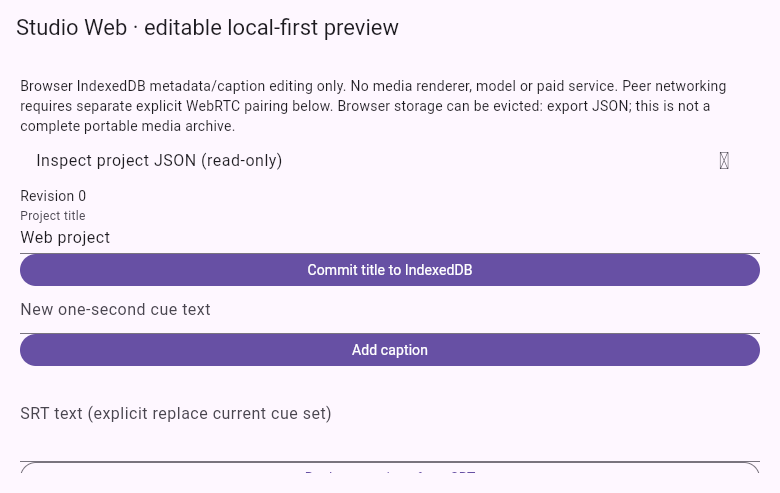 Studio Web · editable local-first preview
Browser IndexedDB metadata/caption editing only. No media renderer, model or paid service. Peer networking
requires separate explicit WebRTC pairing below. Browser storage can be evicted: export JSON; this is not a
complete portable media archive.
Inspect project JSON (read-only)
Revision 0
Project title
Web project
Commit title to IndexedDB
New one-second cue text
Add caption
SRT text (explicit replace current cue set)